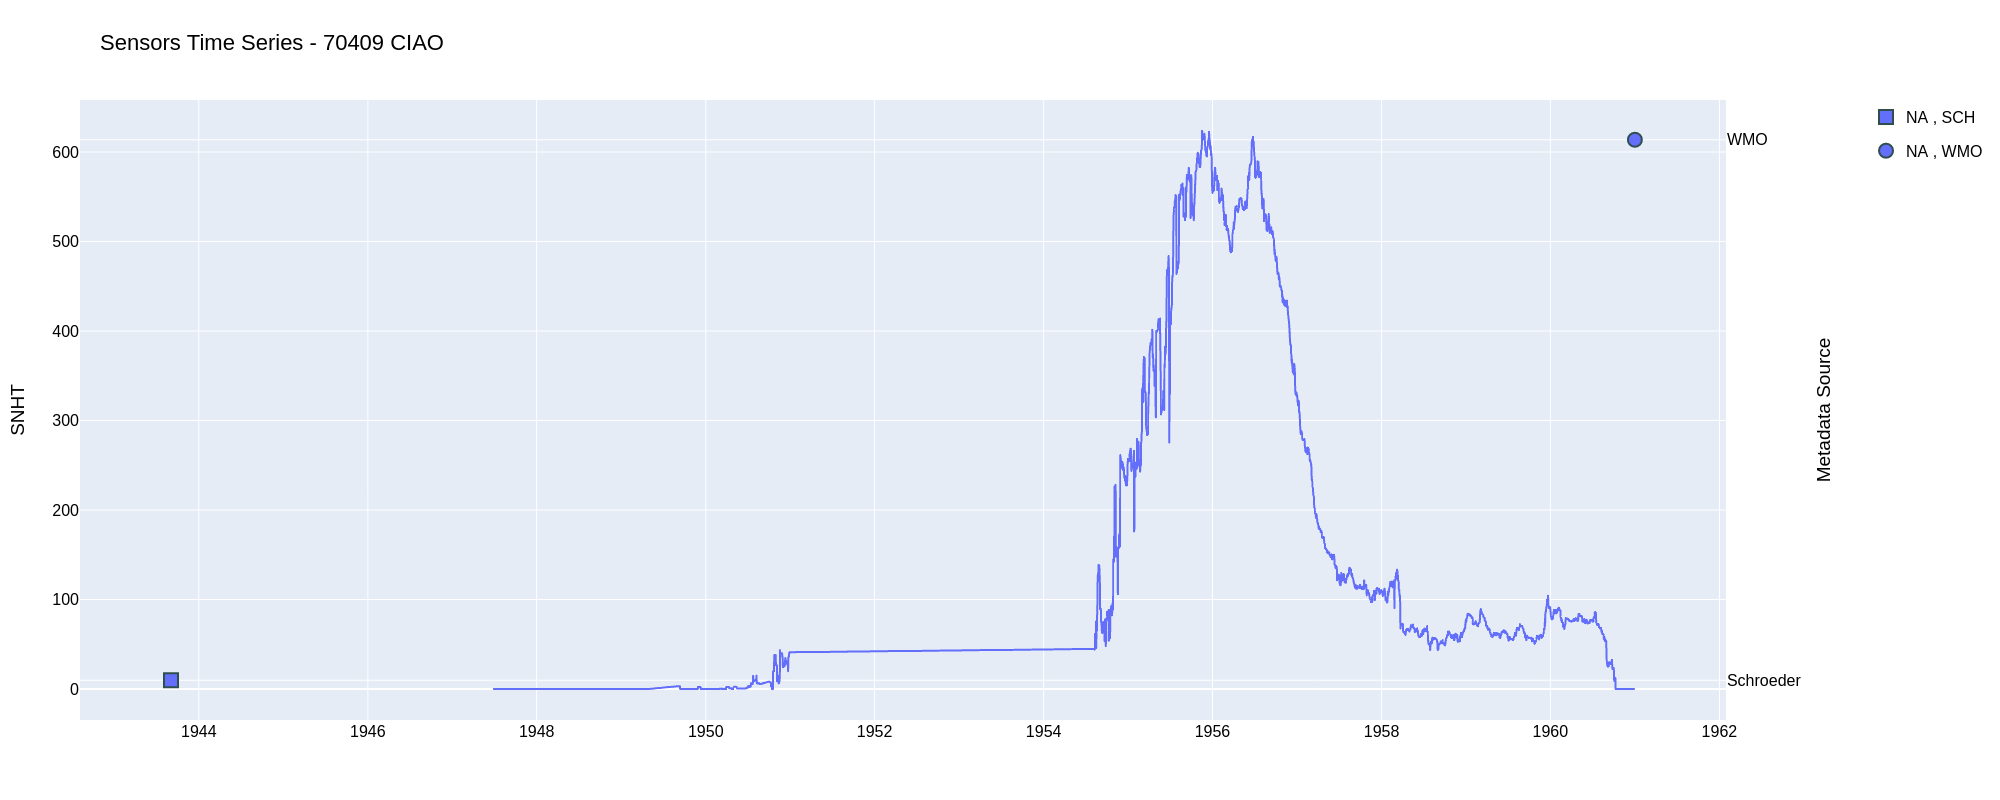 Sensors Time Series - 70409 CIAO
NA , SCH
NA , WMO
WMO
Schroeder
Metadata Source
SNHT
600
500
400
300
200
100
0
1944
1946
1948
1950
1952
1954
1956
1958
1960
1962